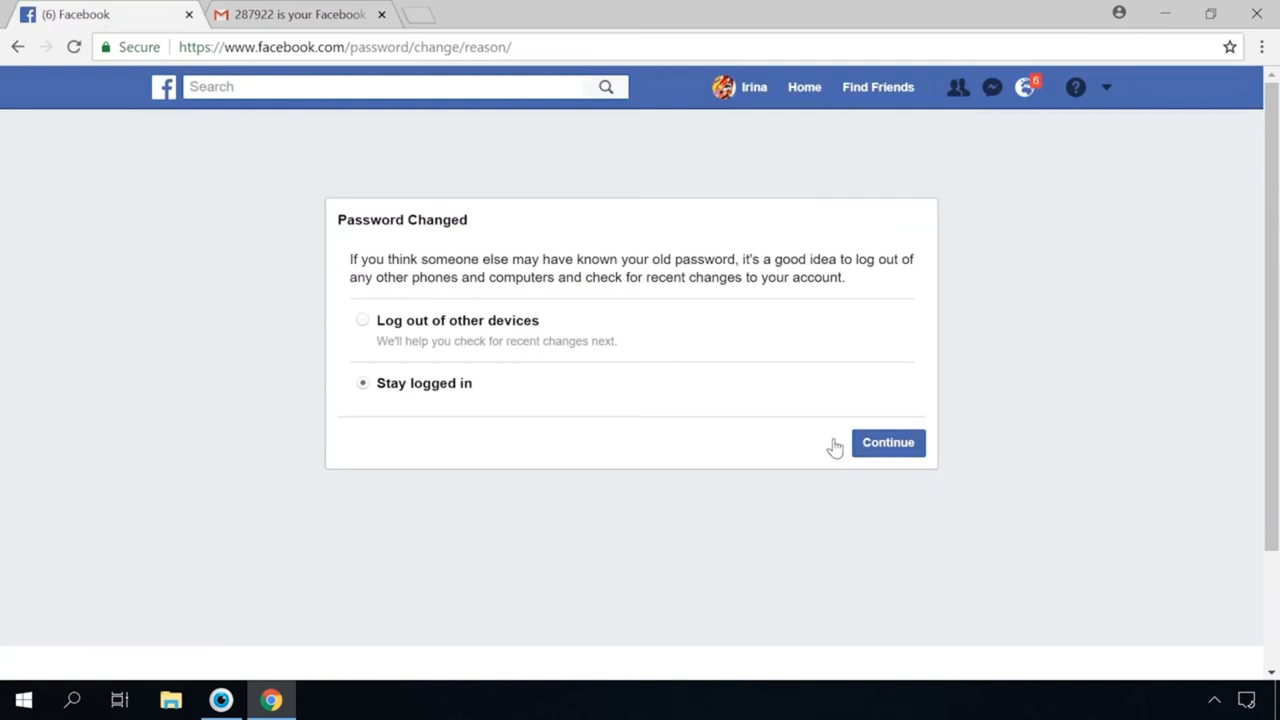 (6) Facebook
287922 is your Facebook
Secure https://www.facebook.com/password/change/reason/
Search
Irina Home Find Friends 6
Password Changed
If you think someone else may have known your old password, it's a good idea to log out of
any other phones and computers and check for recent changes to your account.
Log out of other devices
We'll help you check for recent changes next.
Stay logged in
Continue